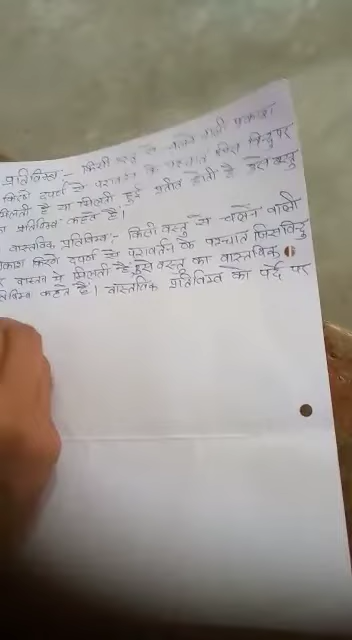 प्रतिबिम्ब :- किसी वस्तु से चलने वाली प्रकाश
किरणे दर्पण से परावर्तन के पश्चात जिस बिन्दु पर
मिलती है या मिलती हुई प्रतीत होती है उसे वस्तु
का प्रतिबिम्ब कहते है।
वास्तविक प्रतिबिम्ब :- किसी वस्तु से चलने वाली
प्रकाश किरणे दर्पण से परावर्तन के पश्चात जिस बिंदु
पर वास्तव मे मिलती है उसे वस्तु का वास्तविक
प्रतिबिम्ब कहते है। वास्तविक प्रतिबिम्ब को पर्दे पर